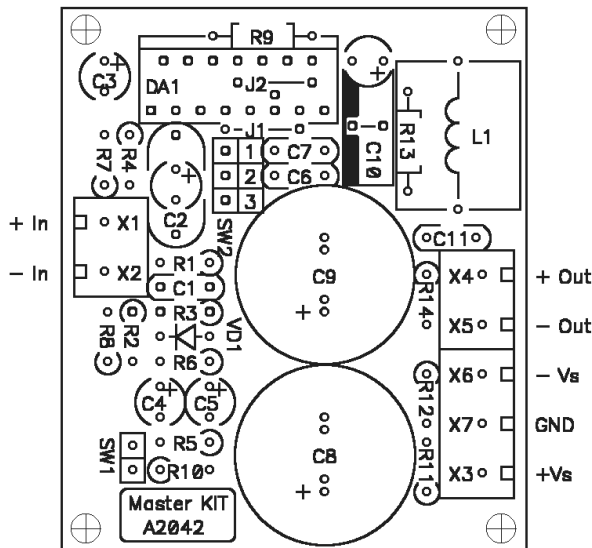 R9
C3
DA1
J2
J1
C10
R13
L1
R7
R4
1
C7
2
C6
3
C2
SW2
+ In
X1
- In
X2
C11
R1
C9
X4
+ Out
C1
R14
R3
VD1
X5
- Out
R8
R2
R6
X6
- Vs
C4
C5
R12
X7
GND
SW1
R5
C8
R10
R11
X3
+Vs
Master KIT
A2042